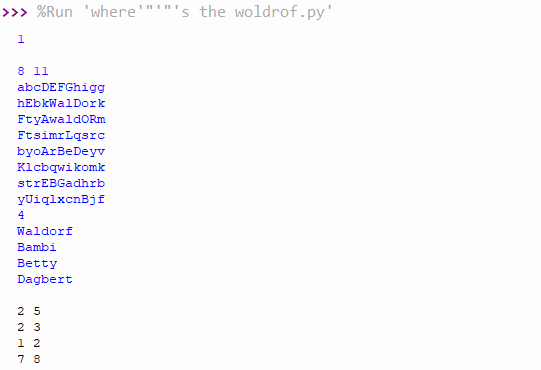 >>> %Run 'where'"'"'s the woldrof.py'
1
8 11
abcDEFGhigg
hEbkWalDork
FtyAwaldORm
FtsimrLqsrc
byoArBeDeyv
Klcbqwikomk
strEBGadhrb
yUiqlxcnBjf
4
Waldorf
Bambi
Betty
Dagbert
2 5
2 3
1 2
7 8